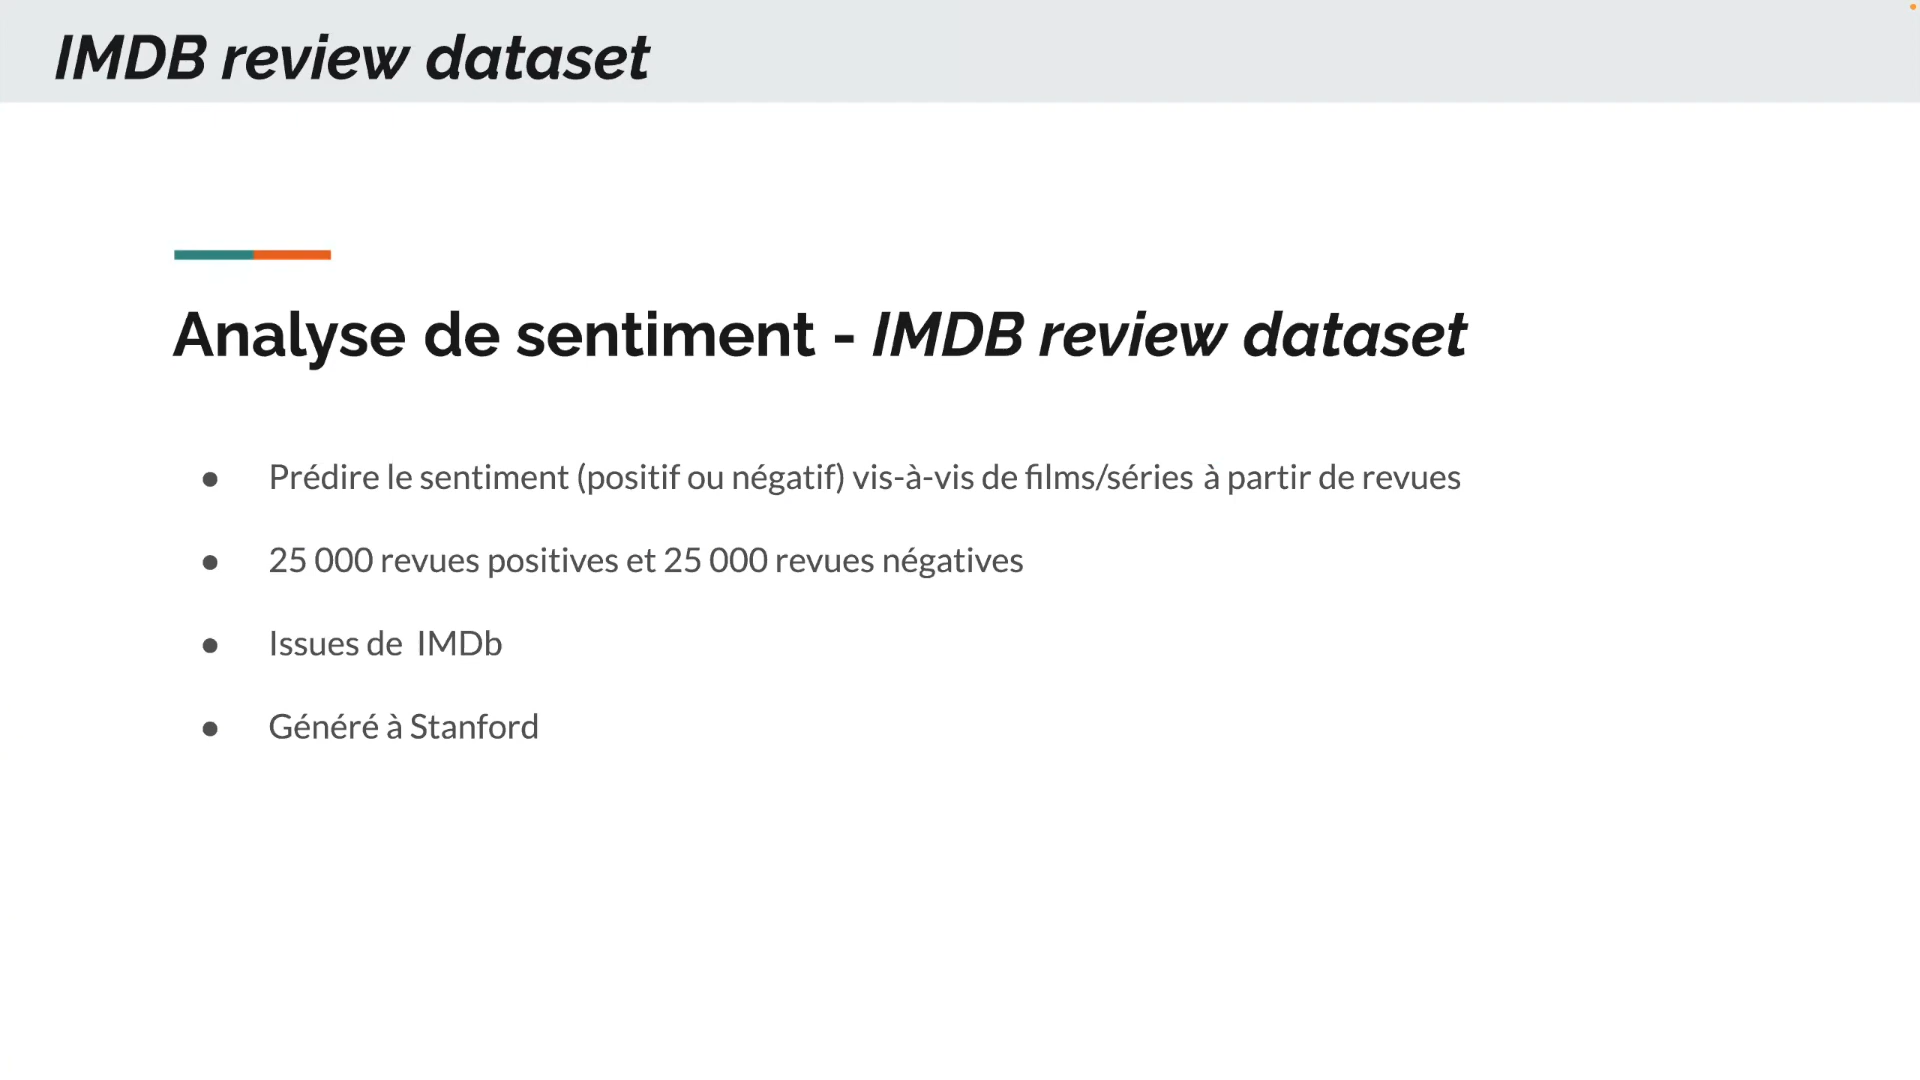 IMDB review dataset
Analyse de sentiment - IMDB review dataset
● Prédire le sentiment (positif ou négatif) vis-à-vis de films/séries à partir de revues
● 25 000 revues positives et 25 000 revues négatives
● Issues de IMDb
● Généré à Stanford